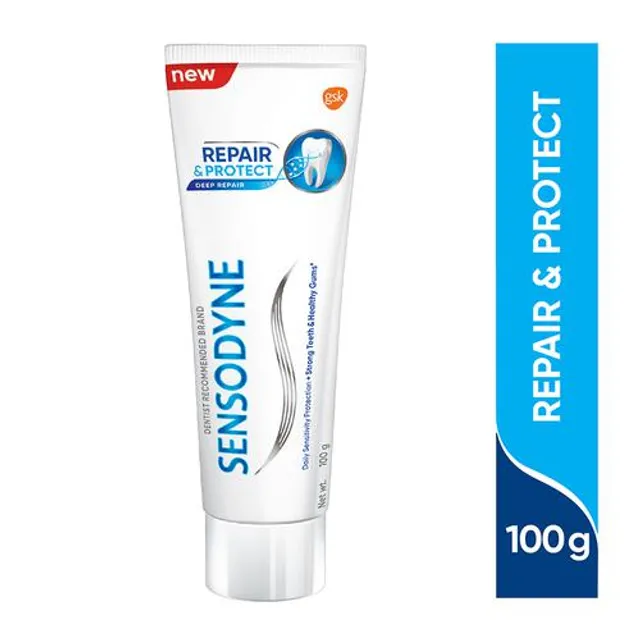 new
gsk
REPAIR
& PROTECT
DEEP REPAIR
DENTIST RECOMMENDED BRAND
SENSODYNE
Daily Sensitivity Protection • Strong Teeth & Healthy Gums*
Net wt. 100 g
REPAIR & PROTECT
100g